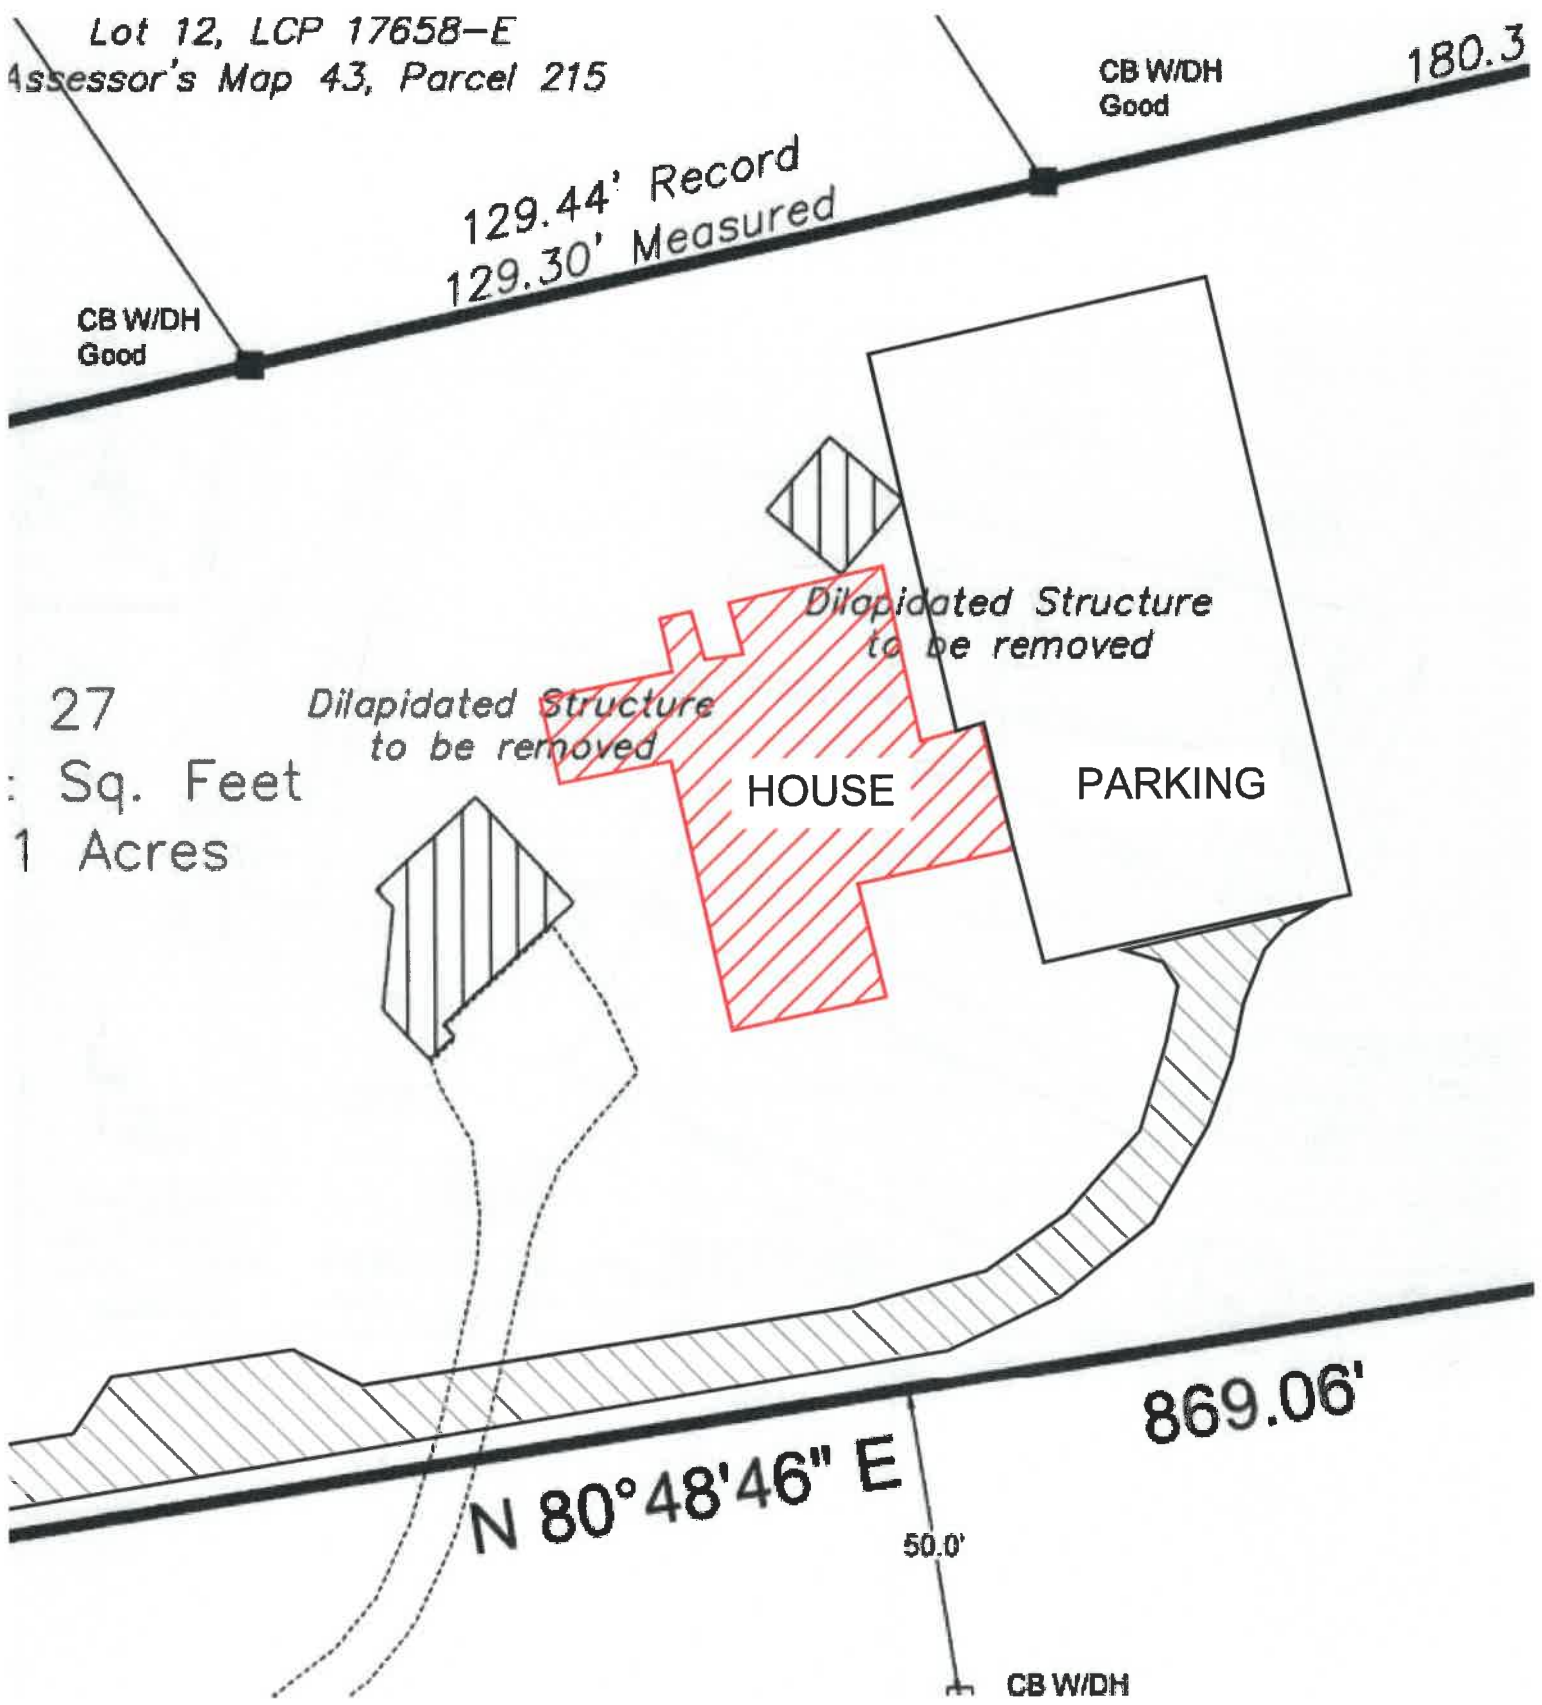 Lot 12, LCP 17658-E
Assessor's Map 43, Parcel 215
CB W/DH
Good
180.3
129.44' Record
129.30' Measured
CB W/DH
Good
Dilapidated Structure
to be removed
27
Sq. Feet
1 Acres
Dilapidated Structure
to be removed
HOUSE
PARKING
869.06'
N 80°48'46" E
50.0'
CB W/DH